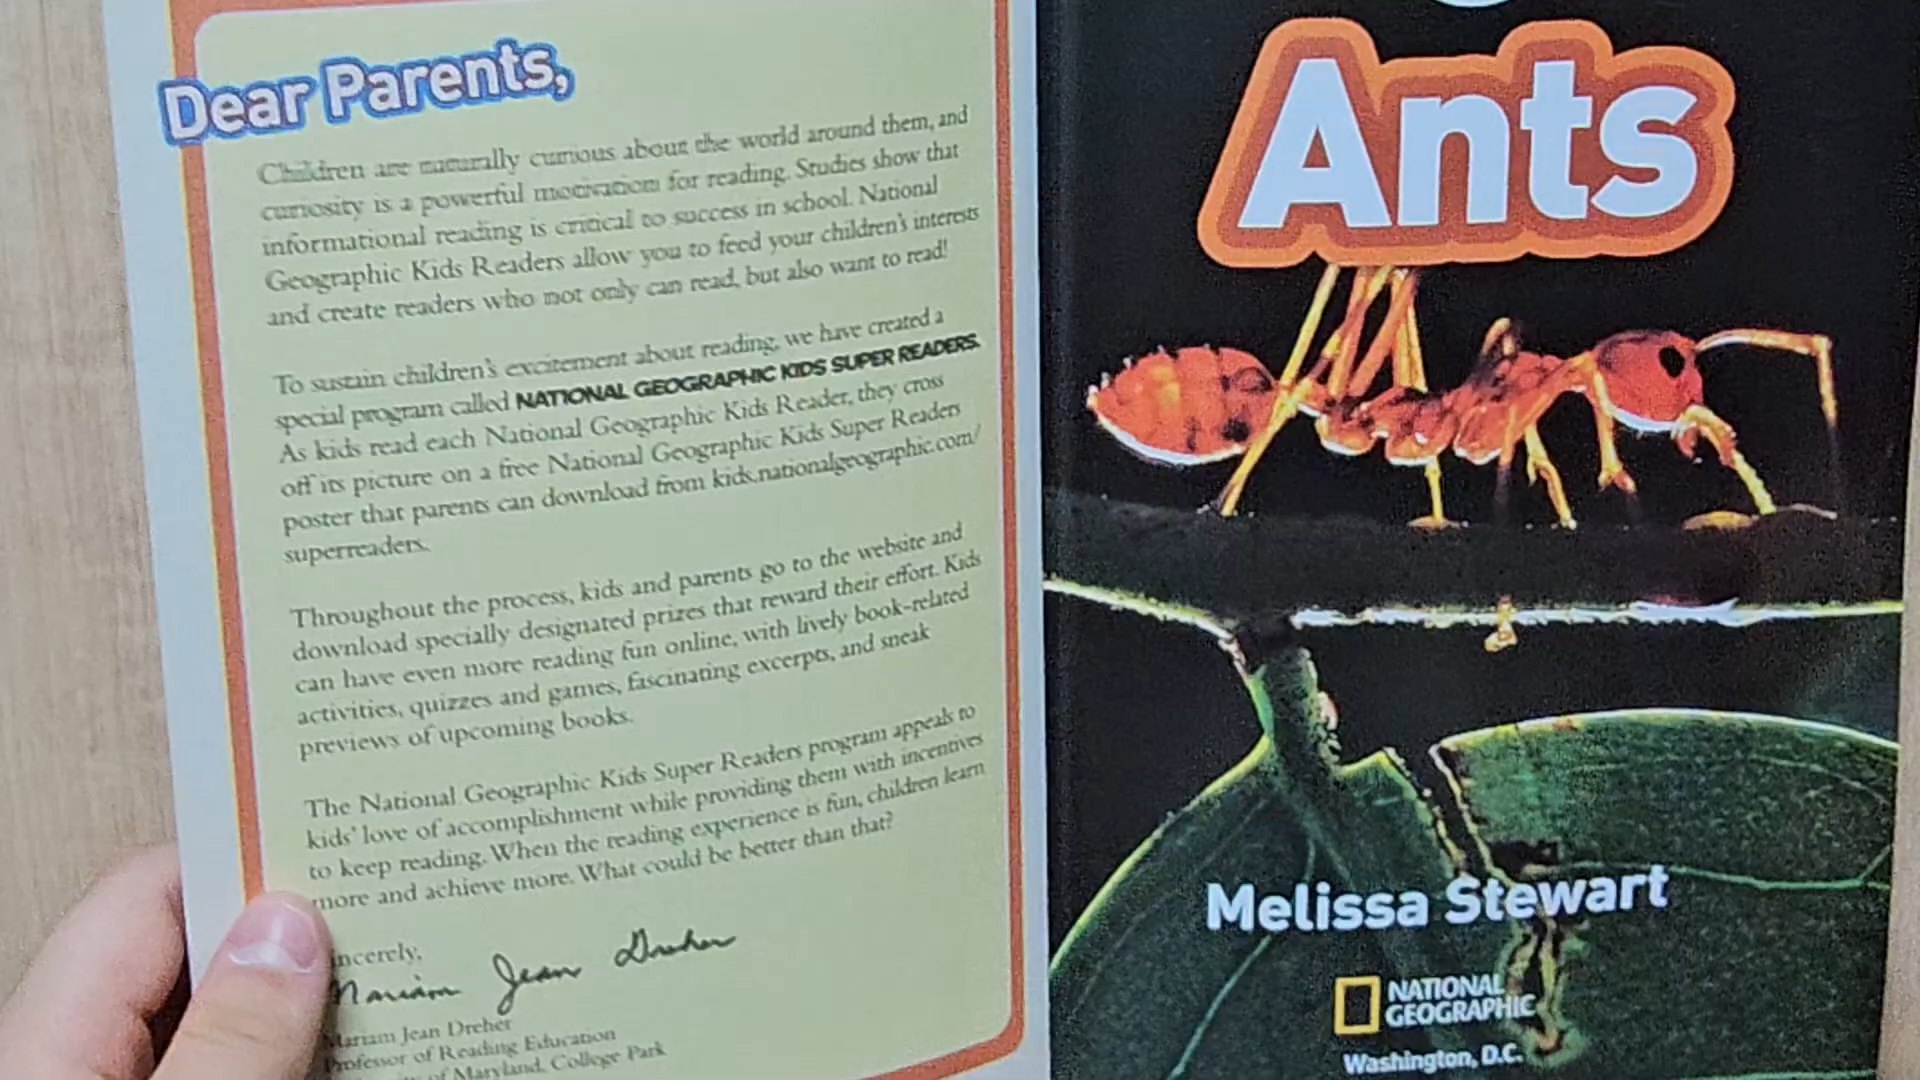 Dear Parents,
Children are naturally curious about the world around them, and
curiosity is a powerful motivation for reading. Studies show that
informational reading is critical to success in school. National
Geographic Kids Readers allow you to feed your children's interests
and create readers who not only can read, but also want to read!
To sustain children's excitement about reading, we have created a
special program called NATIONAL GEOGRAPHIC KIDS SUPER READERS.
As kids read each National Geographic Kids Reader, they cross
off its picture on a free National Geographic Kids Super Readers
poster that parents can download from kids.nationalgeographic.com/
superreaders.
Throughout the process, kids and parents go to the website and
download specially designated prizes that reward their effort. Kids
can have even more reading fun online, with lively book-related
activities, quizzes and games, fascinating excerpts, and sneak
previews of upcoming books.
The National Geographic Kids Super Readers program appeals to
kids' love of accomplishment while providing them with incentives
to keep reading. When the reading experience is fun, children learn
more and achieve more. What could be better than that?
incerely,
Mariam Jean Dreher
Mariam Jean Dreher
Professor of Reading Education
of Maryland, College Park
Ants
Melissa Stewart
NATIONAL
GEOGRAPHIC
Washington, D.C.